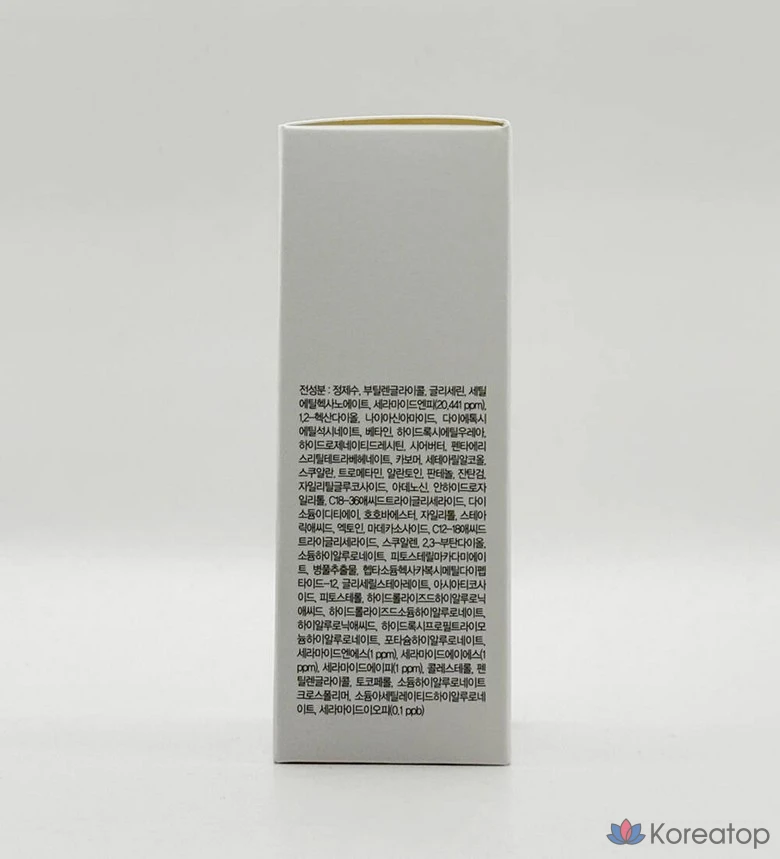 전성분 : 정제수, 부틸렌글라이콜, 글리세린, 세틸
에틸헥사노에이트, 세라마이드엔피(20,441 ppm),
1,2-헥산다이올, 나이아신아마이드, 다이에톡시
에틸석시네이트, 베타인, 하이드록시에틸우레아,
하이드로제네이티드레시틴, 시어버터, 펜타에리
스리틸테트라베헤네이트, 카보머, 세테아릴알코올,
스쿠알란, 트로메타민, 알란토인, 판테놀, 잔탄검,
자일리틸글루코사이드, 아데노신, 안하이드로자
일리톨, C18-36애씨드트라이글리세라이드, 다이
소듐이디티에이, 호호바에스터, 자일리톨, 스테아
릭애씨드, 엑토인, 마데카소사이드, C12-18애씨드
트라이글리세라이드, 스쿠알렌, 2,3-부탄다이올,
소듐하이알루로네이트, 피토스테릴마카다미에이
트, 병풀추출물, 헵타소듐헥사카복시메틸다이펩
타이드-12, 글리세릴스테아레이트, 아시아티코사
이드, 피토스테롤, 하이드롤라이즈드하이알루로닉
애씨드, 하이드롤라이즈드소듐하이알루로네이트,
하이알루로닉애씨드, 하이드록시프로필트라이모
늄하이알루로네이트, 포타슘하이알루로네이트,
세라마이드엔에스(1 ppm), 세라마이드에이에스(1
ppm), 세라마이드에이피(1 ppm), 콜레스테롤, 펜
틸렌글라이콜, 토코페롤, 소듐하이알루로네이트
크로스폴리머, 소듐아세틸레이티드하이알루로네
이트, 세라마이드이오피(0.1 ppb)
Koreatop